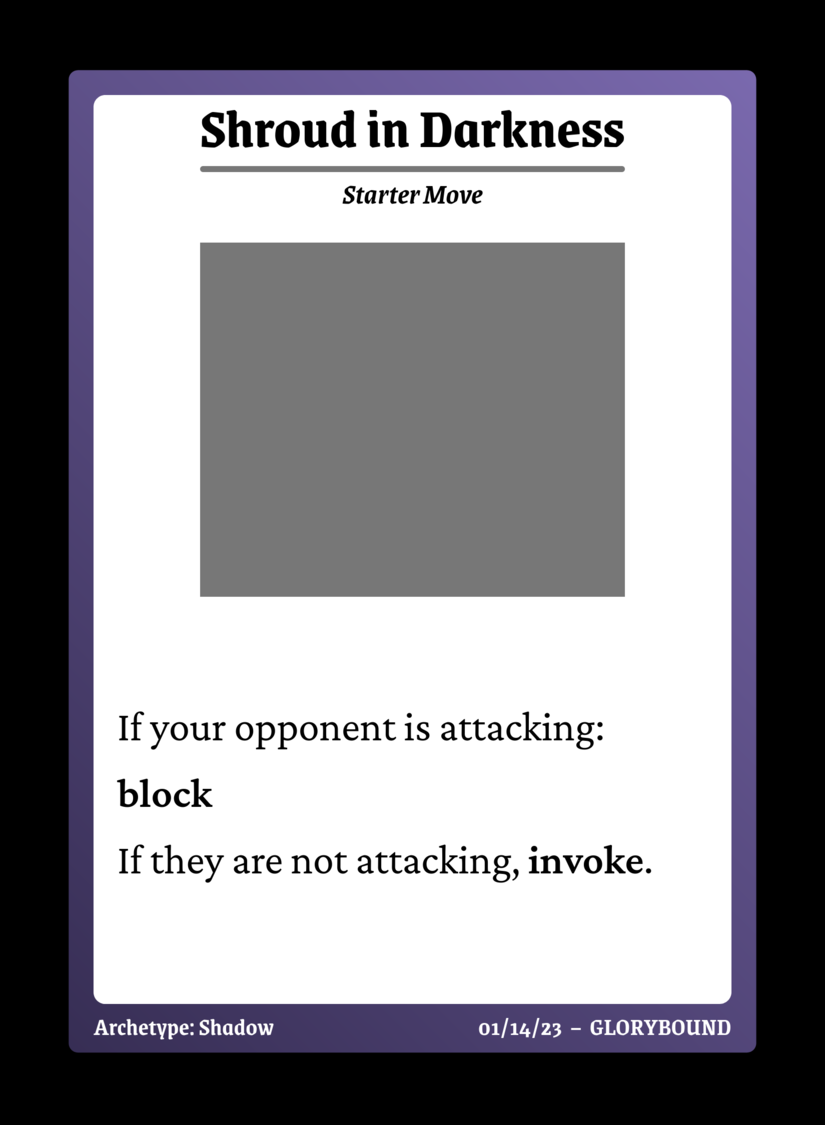 Shroud in Darkness
Starter Move
If your opponent is attacking:
block
If they are not attacking, invoke.
Archetype: Shadow
01/14/23 – GLORYBOUND